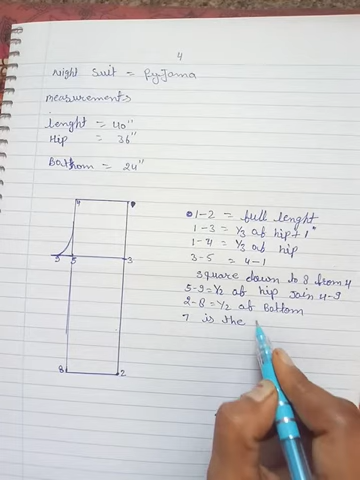 4
Night Suit = PyJama
measurements
Lenght = 40"
Hip = 36"
Bottom = 24"
1-2 = full lenght
1-3 = 1/3 of hip + 1"
1-4 = 1/3 of hip
3-5 = 4-1
square down to 8 from 4
5-9 = 1/2 of hip Join 4-9
2-8 = 1/2 of Bottom
7 is the
4
9 5 3
8 2